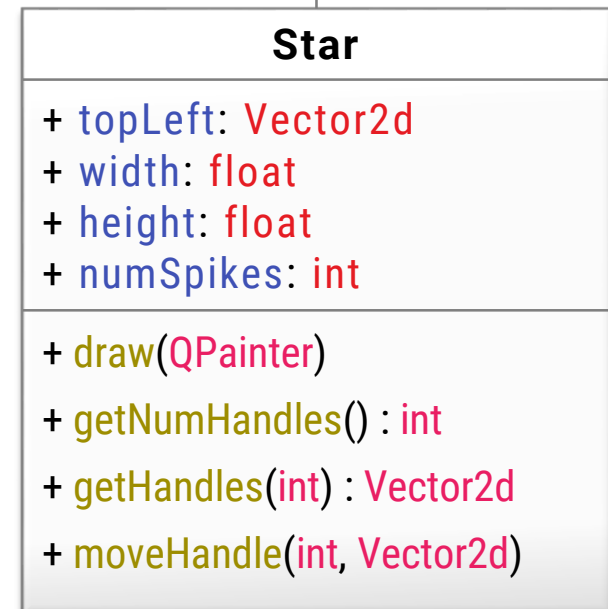 Star
+ topLeft: Vector2d
+ width: float
+ height: float
+ numSpikes: int
+ draw(QPainter)
+ getNumHandles() : int
+ getHandles(int) : Vector2d
+ moveHandle(int, Vector2d)